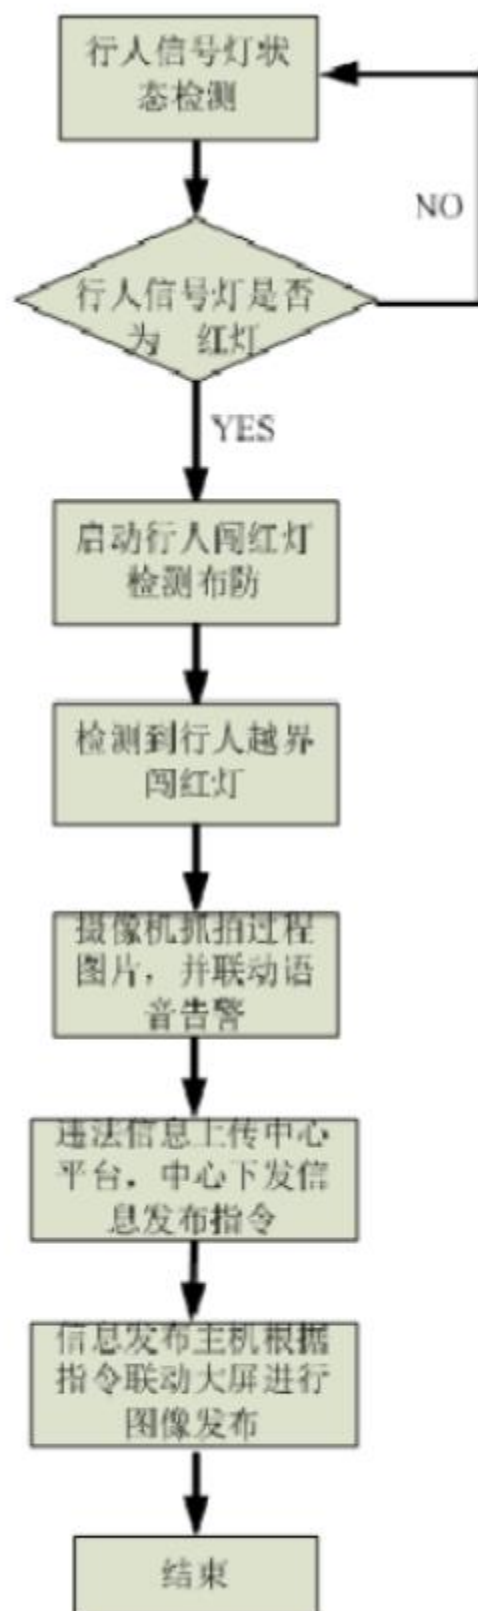 行人信号灯状
态检测
NO
行人信号灯是否
为 红灯
YES
启动行人闯红灯
检测布防
检测到行人越界
闯红灯
摄像机抓拍过程
图片，并联动语
音告警
违法信息上传中心
平台，中心下发信
息发布指令
信息发布主机根据
指令联动大屏进行
图像发布
结束